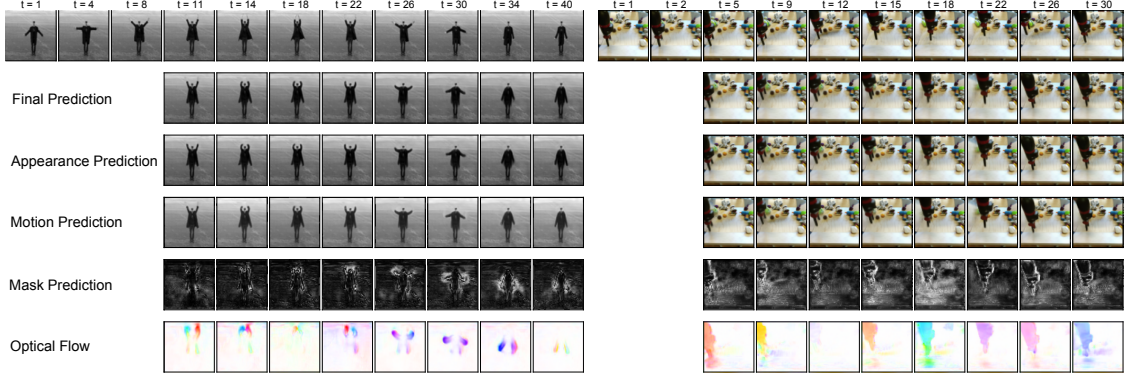 t = 1 t = 4 t = 8 t = 11 t = 14 t = 18 t = 22 t = 26 t = 30 t = 34 t = 40 t = 1 t = 2 t = 5 t = 9 t = 12 t = 15 t = 18 t = 22 t = 26 t = 30
Final Prediction
Appearance Prediction
Motion Prediction
Mask Prediction
Optical Flow